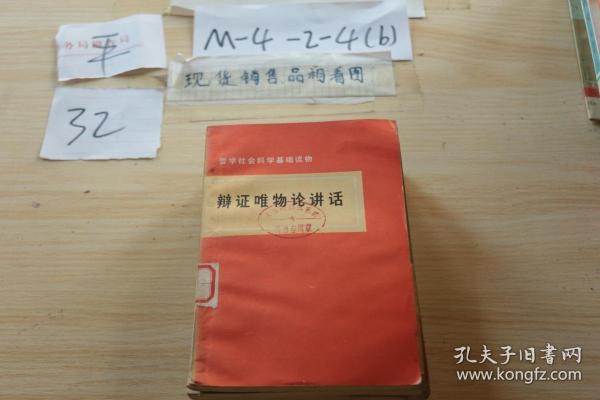 M-4-2-4(b)
平
现货销售品相看图
32
哲学社会科学基础读物
辩证唯物论讲话
孔夫子旧书网
www.kongfz.com